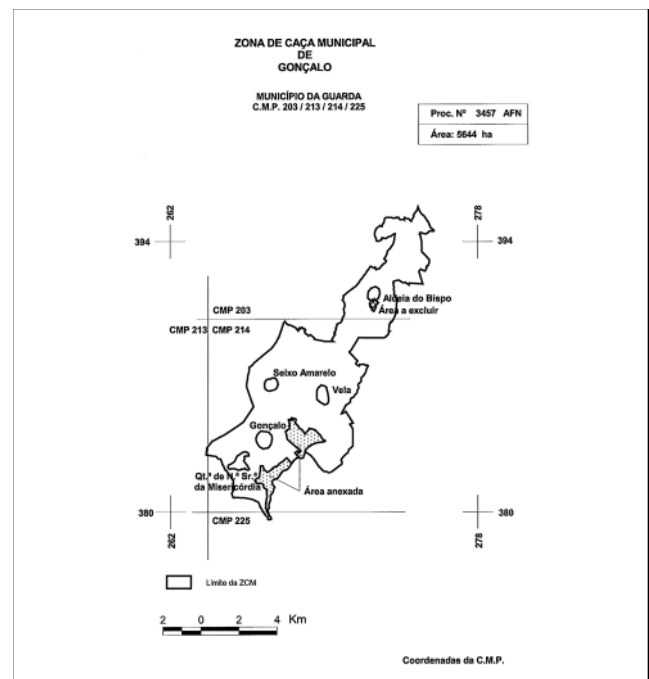 ZONA DE CAÇA MUNICIPAL
DE
GONÇALO
MUNICÍPIO DA GUARDA
C.M.P. 203 / 213 / 214 / 225
Proc. Nº 3457 AFN
Área: 5644 ha
262
278
394
394
Aldeia do Bispo
Área a excluir
CMP 203
CMP 213
CMP 214
Seixo Amarelo
Vela
Gonçalo
Qt.ª de N.ª Sr.ª
da Misericórdia
Área anexada
380
380
CMP 225
262
278
Limite da ZCM
2 0 2 4 Km
Coordenadas da C.M.P.